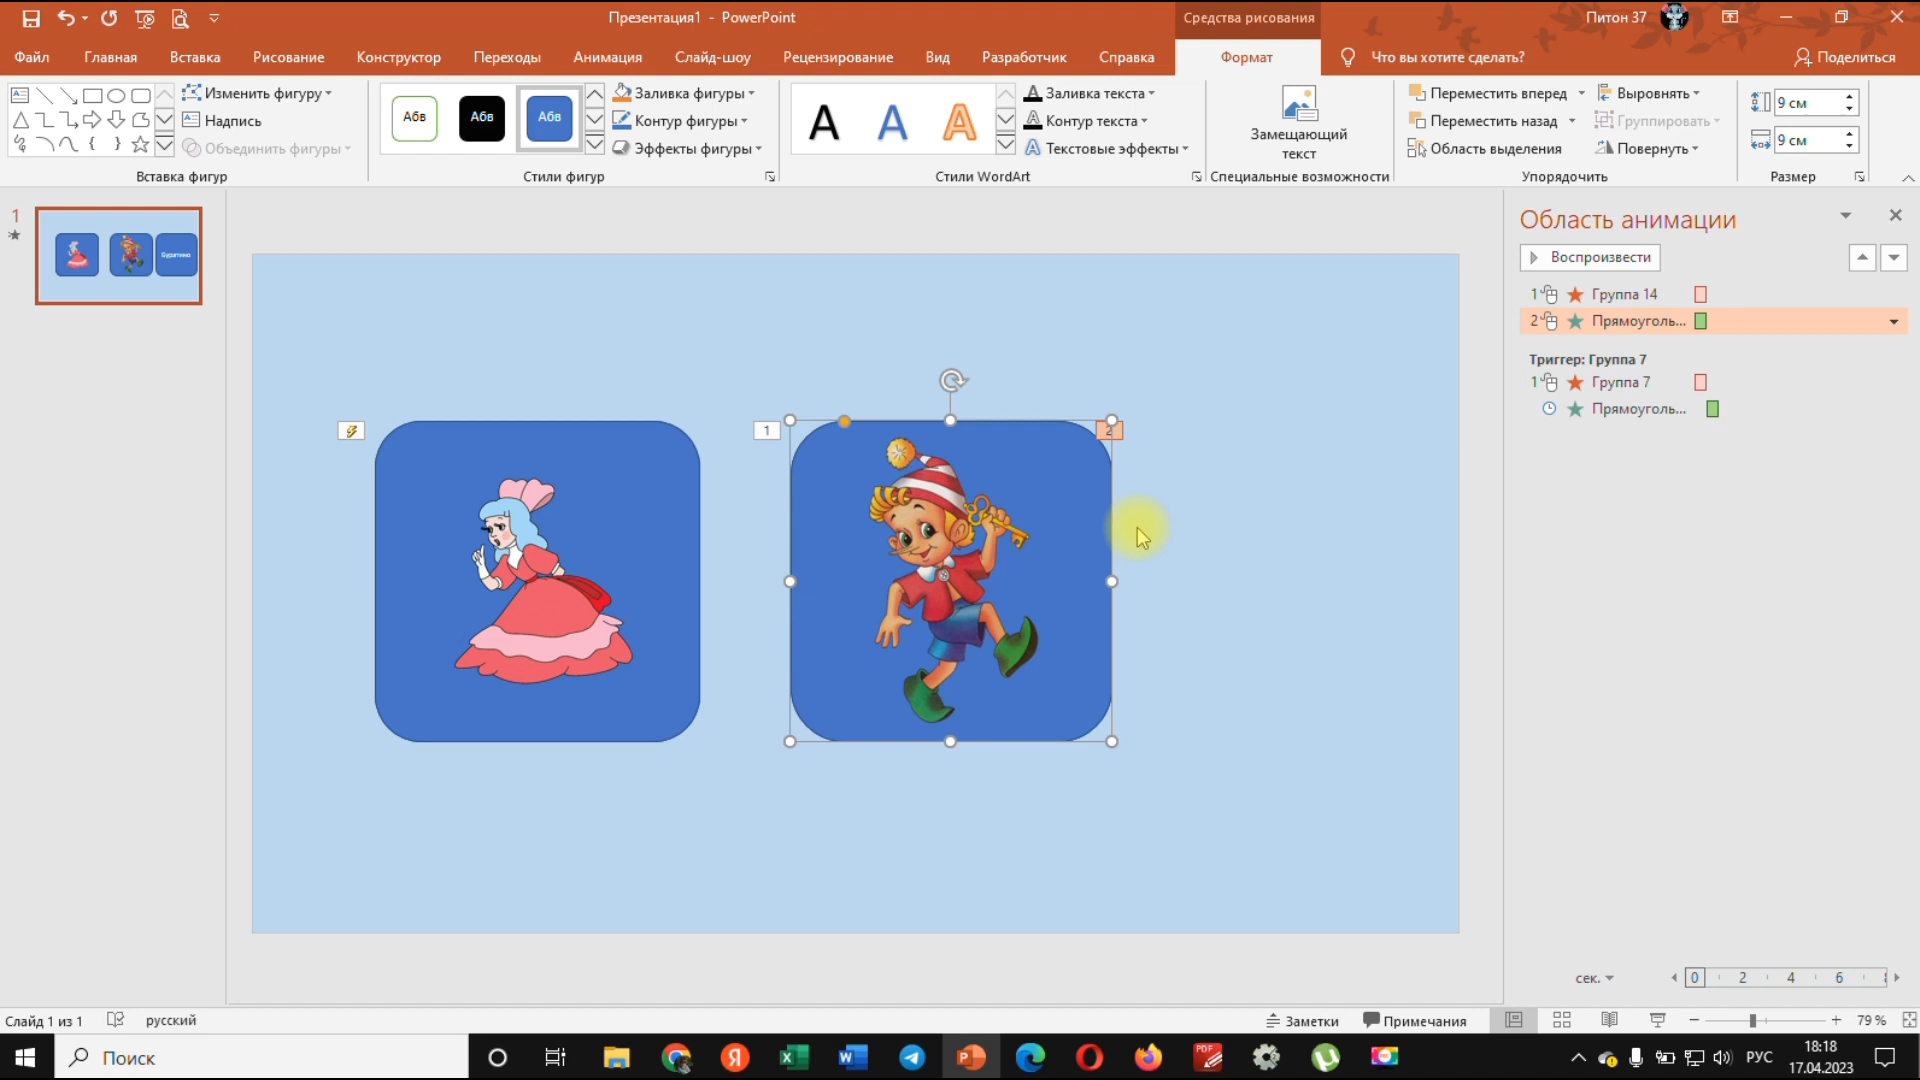 Презентация1 - PowerPoint
Средства рисования
Питон 37
Файл
Главная
Вставка
Рисование
Конструктор
Переходы
Анимация
Слайд-шоу
Рецензирование
Вид
Разработчик
Справка
Формат
Что вы хотите сделать?
Поделиться
Изменить фигуру
Надпись
Объединить фигуры
Вставка фигур
Абв
Абв
Абв
Заливка фигуры
Контур фигуры
Эффекты фигуры
Стили фигур
A
A
A
Заливка текста
Контур текста
Текстовые эффекты
Стили WordArt
Замещающий
текст
Специальные возможности
Переместить вперед
Переместить назад
Область выделения
Выровнять
Группировать
Повернуть
Упорядочить
9 см
9 см
Размер
1
Буратино
1
2
Область анимации
Воспроизвести
1 Группа 14
2 Прямоуголь...
Триггер: Группа 7
1 Группа 7
Прямоуголь...
сек.
0 2 4 6
Слайд 1 из 1
русский
Заметки
Примечания
79 %
Поиск
РУС
18:18
17.04.2023